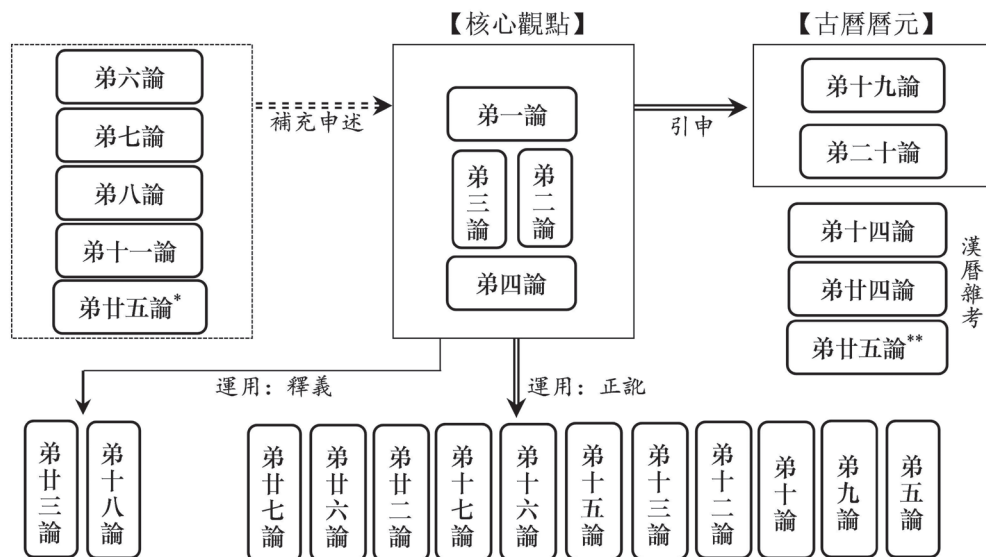 【核心觀點】
【古曆曆元】
弟六論
弟七論
弟八論
弟十一論
弟廿五論*
補充申述
弟一論
弟三論
弟二論
弟四論
引申
弟十九論
弟二十論
弟十四論
弟廿四論
弟廿五論**
漢曆雜考
運用：釋義
運用：正訛
弟廿三論
弟十八論
弟廿七論
弟廿六論
弟廿二論
弟十七論
弟十六論
弟十五論
弟十三論
弟十二論
弟十論
弟九論
弟五論